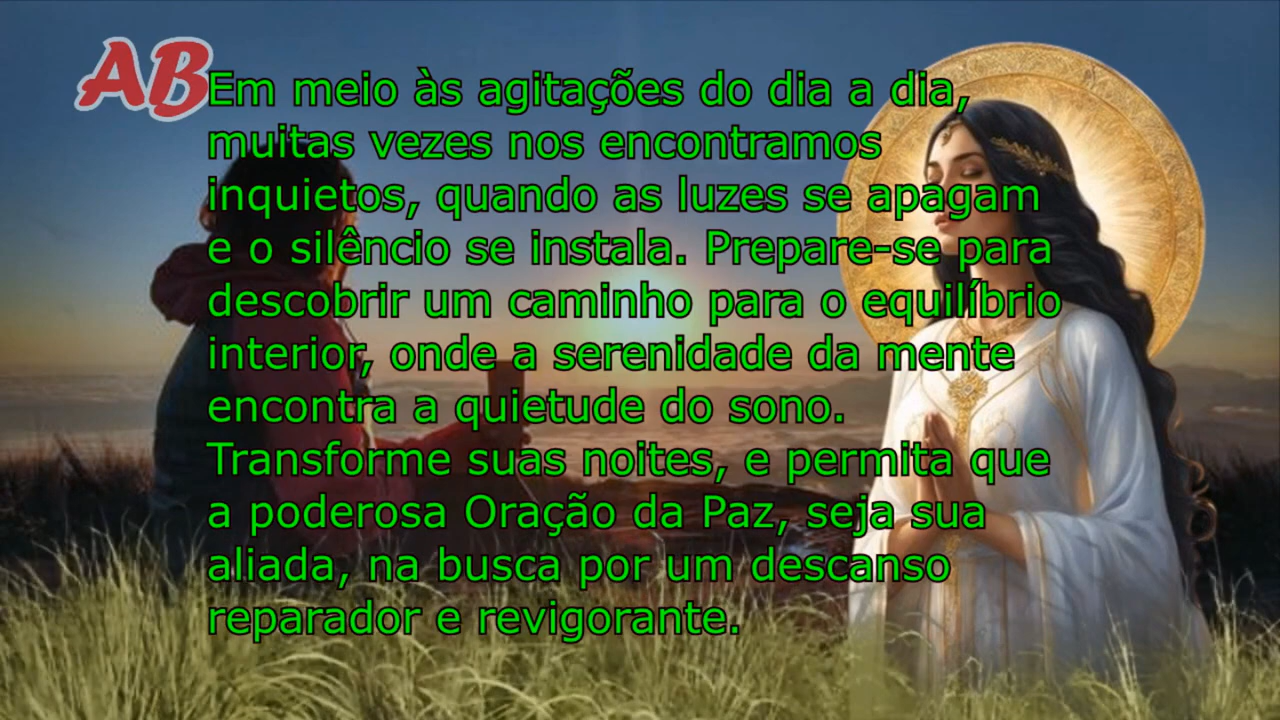 AB
Em meio às agitações do dia a dia,
muitas vezes nos encontramos
inquietos, quando as luzes se apagam
e o silêncio se instala. Prepare-se para
descobrir um caminho para o equilíbrio
interior, onde a serenidade da mente
encontra a quietude do sono.
Transforme suas noites, e permita que
a poderosa Oração da Paz, seja sua
aliada, na busca por um descanso
reparador e revigorante.